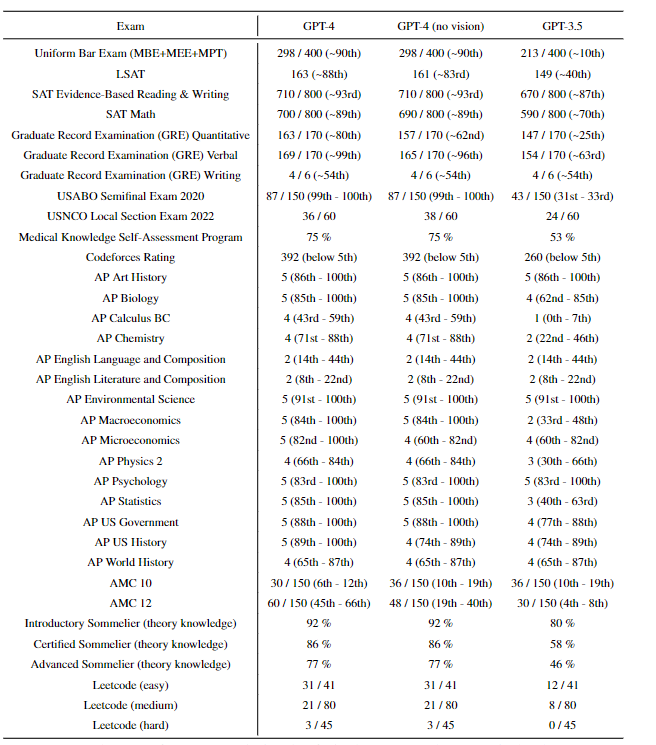 Exam GPT-4 GPT-4 (no vision) GPT-3.5
Uniform Bar Exam (MBE+MEE+MPT) 298 / 400 (~90th) 298 / 400 (~90th) 213 / 400 (~10th)
LSAT 163 (~88th) 161 (~83rd) 149 (~40th)
SAT Evidence-Based Reading & Writing 710 / 800 (~93rd) 710 / 800 (~93rd) 670 / 800 (~87th)
SAT Math 700 / 800 (~89th) 690 / 800 (~89th) 590 / 800 (~70th)
Graduate Record Examination (GRE) Quantitative 163 / 170 (~80th) 157 / 170 (~62nd) 147 / 170 (~25th)
Graduate Record Examination (GRE) Verbal 169 / 170 (~99th) 165 / 170 (~96th) 154 / 170 (~63rd)
Graduate Record Examination (GRE) Writing 4 / 6 (~54th) 4 / 6 (~54th) 4 / 6 (~54th)
USABO Semifinal Exam 2020 87 / 150 (99th - 100th) 87 / 150 (99th - 100th) 43 / 150 (31st - 33rd)
USNCO Local Section Exam 2022 36 / 60 38 / 60 24 / 60
Medical Knowledge Self-Assessment Program 75 % 75 % 53 %
Codeforces Rating 392 (below 5th) 392 (below 5th) 260 (below 5th)
AP Art History 5 (86th - 100th) 5 (86th - 100th) 5 (86th - 100th)
AP Biology 5 (85th - 100th) 5 (85th - 100th) 4 (62nd - 85th)
AP Calculus BC 4 (43rd - 59th) 4 (43rd - 59th) 1 (0th - 7th)
AP Chemistry 4 (71st - 88th) 4 (71st - 88th) 2 (22nd - 46th)
AP English Language and Composition 2 (14th - 44th) 2 (14th - 44th) 2 (14th - 44th)
AP English Literature and Composition 2 (8th - 22nd) 2 (8th - 22nd) 2 (8th - 22nd)
AP Environmental Science 5 (91st - 100th) 5 (91st - 100th) 5 (91st - 100th)
AP Macroeconomics 5 (84th - 100th) 5 (84th - 100th) 2 (33rd - 48th)
AP Microeconomics 5 (82nd - 100th) 4 (60th - 82nd) 4 (60th - 82nd)
AP Physics 2 4 (66th - 84th) 4 (66th - 84th) 3 (30th - 66th)
AP Psychology 5 (83rd - 100th) 5 (83rd - 100th) 5 (83rd - 100th)
AP Statistics 5 (85th - 100th) 5 (85th - 100th) 3 (40th - 63rd)
AP US Government 5 (88th - 100th) 5 (88th - 100th) 4 (77th - 88th)
AP US History 5 (89th - 100th) 4 (74th - 89th) 4 (74th - 89th)
AP World History 4 (65th - 87th) 4 (65th - 87th) 4 (65th - 87th)
AMC 10 30 / 150 (6th - 12th) 36 / 150 (10th - 19th) 36 / 150 (10th - 19th)
AMC 12 60 / 150 (45th - 66th) 48 / 150 (19th - 40th) 30 / 150 (4th - 8th)
Introductory Sommelier (theory knowledge) 92 % 92 % 80 %
Certified Sommelier (theory knowledge) 86 % 86 % 58 %
Advanced Sommelier (theory knowledge) 77 % 77 % 46 %
Leetcode (easy) 31 / 41 31 / 41 12 / 41
Leetcode (medium) 21 / 80 21 / 80 8 / 80
Leetcode (hard) 3 / 45 3 / 45 0 / 45